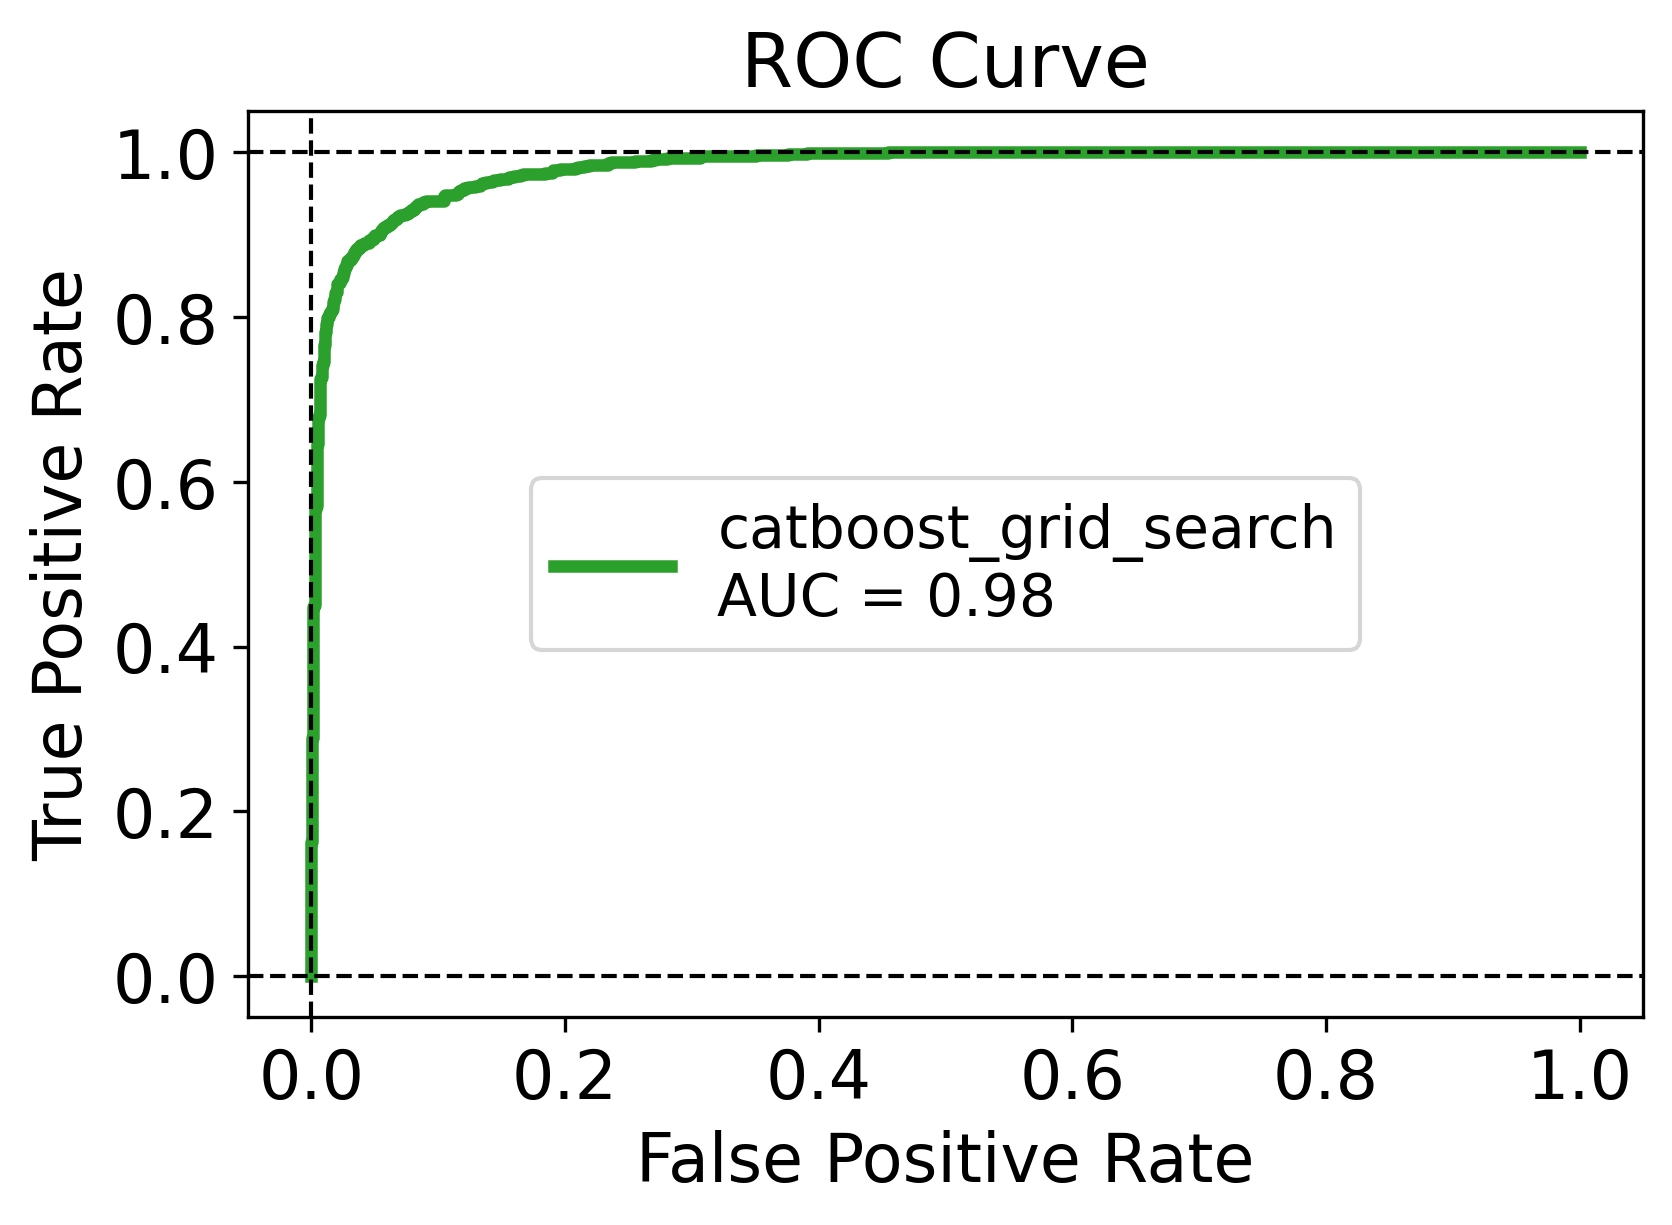 ROC Curve
1.0
0.8
0.6
0.4
0.2
0.0
True Positive Rate
catboost_grid_search
AUC = 0.98
0.0 0.2 0.4 0.6 0.8 1.0
False Positive Rate